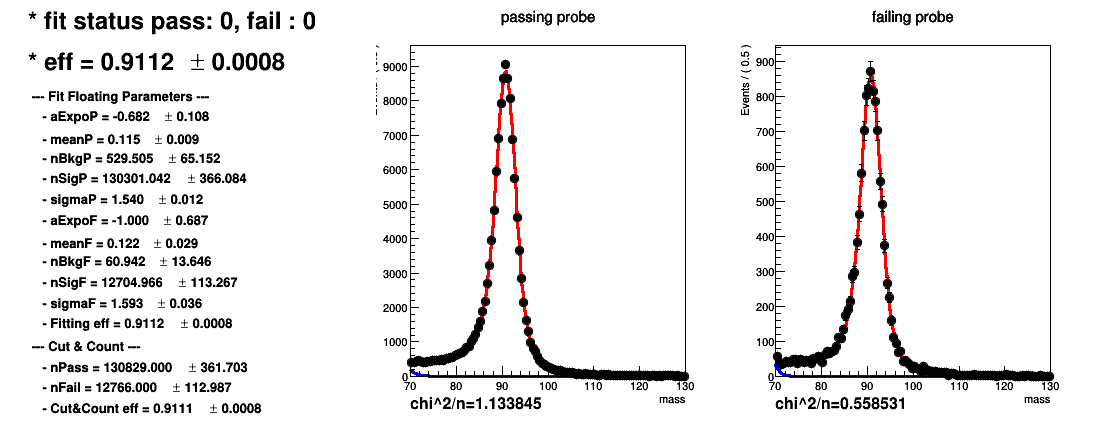 * fit status pass: 0, fail : 0
* eff = 0.9112 ± 0.0008
--- Fit Floating Parameters ---
- aExpoP = -0.682 ± 0.108
- meanP = 0.115 ± 0.009
- nBkgP = 529.505 ± 65.152
- nSigP = 130301.042 ± 366.084
- sigmaP = 1.540 ± 0.012
- aExpoF = -1.000 ± 0.687
- meanF = 0.122 ± 0.029
- nBkgF = 60.942 ± 13.646
- nSigF = 12704.966 ± 113.267
- sigmaF = 1.593 ± 0.036
- Fitting eff = 0.9112 ± 0.0008
--- Cut & Count ---
- nPass = 130829.000 ± 361.703
- nFail = 12766.000 ± 112.987
- Cut&Count eff = 0.9111 ± 0.0008
passing probe
9000
8000
7000
6000
5000
4000
3000
2000
1000
0
70 80 90 100 110 120 130
mass
chi^2/n=1.133845
failing probe
Events / ( 0.5 )
900
800
700
600
500
400
300
200
100
0
70 80 90 100 110 120 130
mass
chi^2/n=0.558531